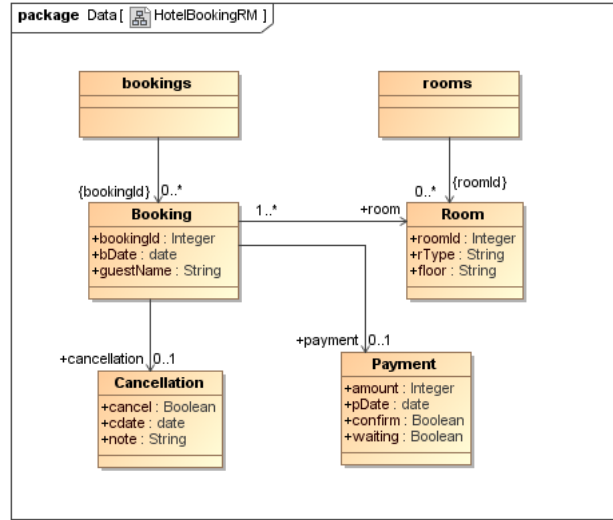 package Data [ HotelBookingRM ]
bookings
rooms
{bookingId} 0..*
0..* {roomId}
Booking
+bookingId : Integer
+bDate : date
+guestName : String
1..* +room
Room
+roomId : Integer
+rType : String
+floor : String
+cancellation 0..1
+payment 0..1
Cancellation
+cancel : Boolean
+cdate : date
+note : String
Payment
+amount : Integer
+pDate : date
+confirm : Boolean
+waiting : Boolean